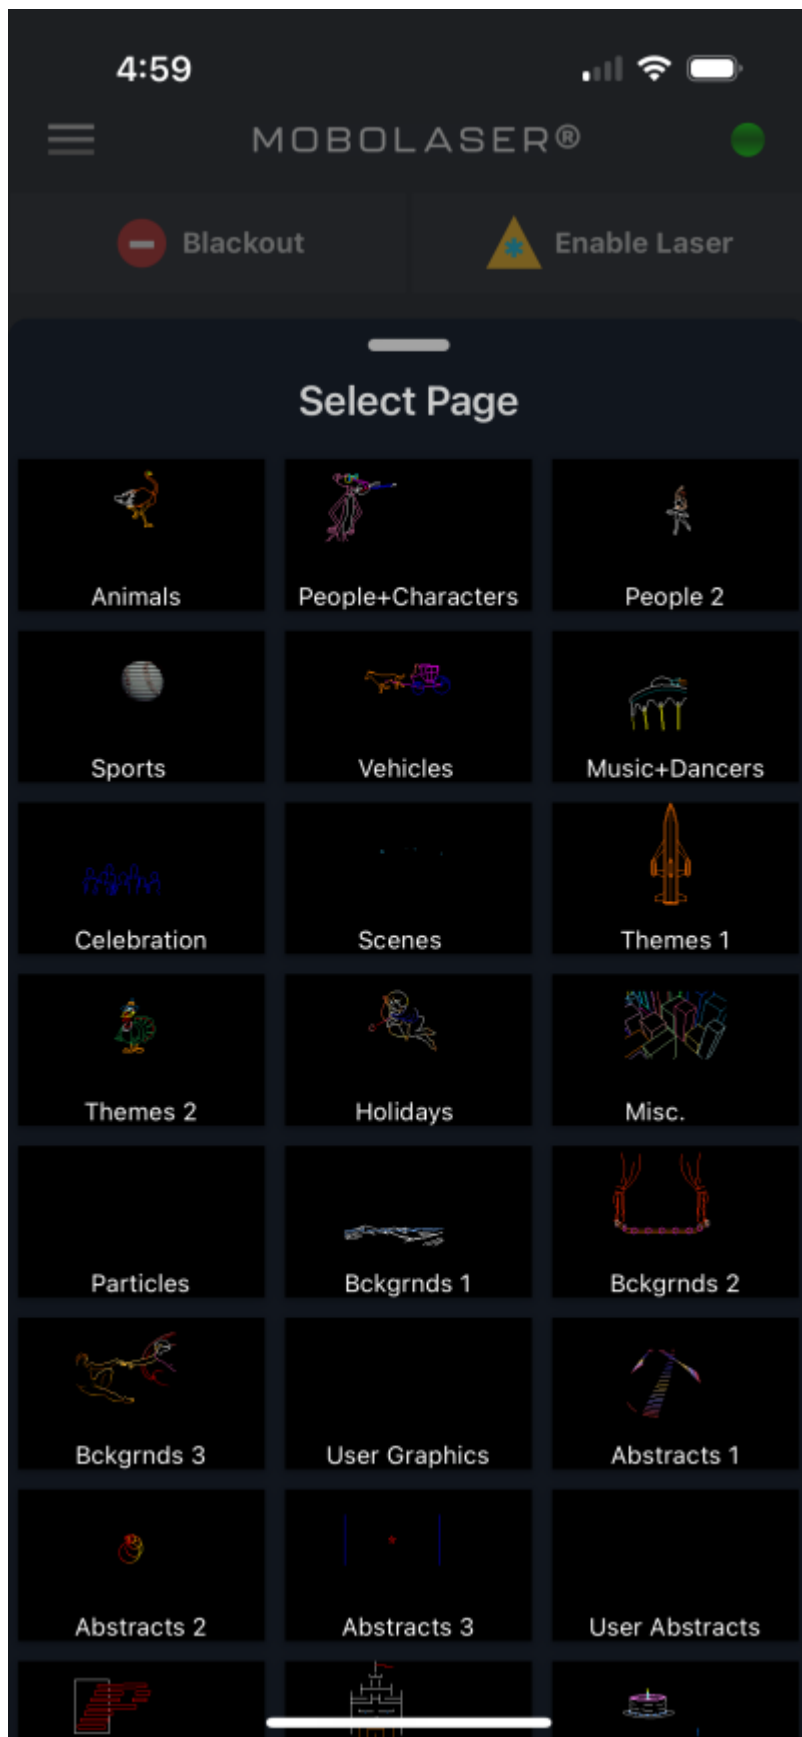 4:59
MOBOLASER®
Blackout
Enable Laser
Select Page
Animals
People+Characters
People 2
Sports
Vehicles
Music+Dancers
Celebration
Scenes
Themes 1
Themes 2
Holidays
Misc.
Particles
Bckgrnds 1
Bckgrnds 2
Bckgrnds 3
User Graphics
Abstracts 1
Abstracts 2
Abstracts 3
User Abstracts